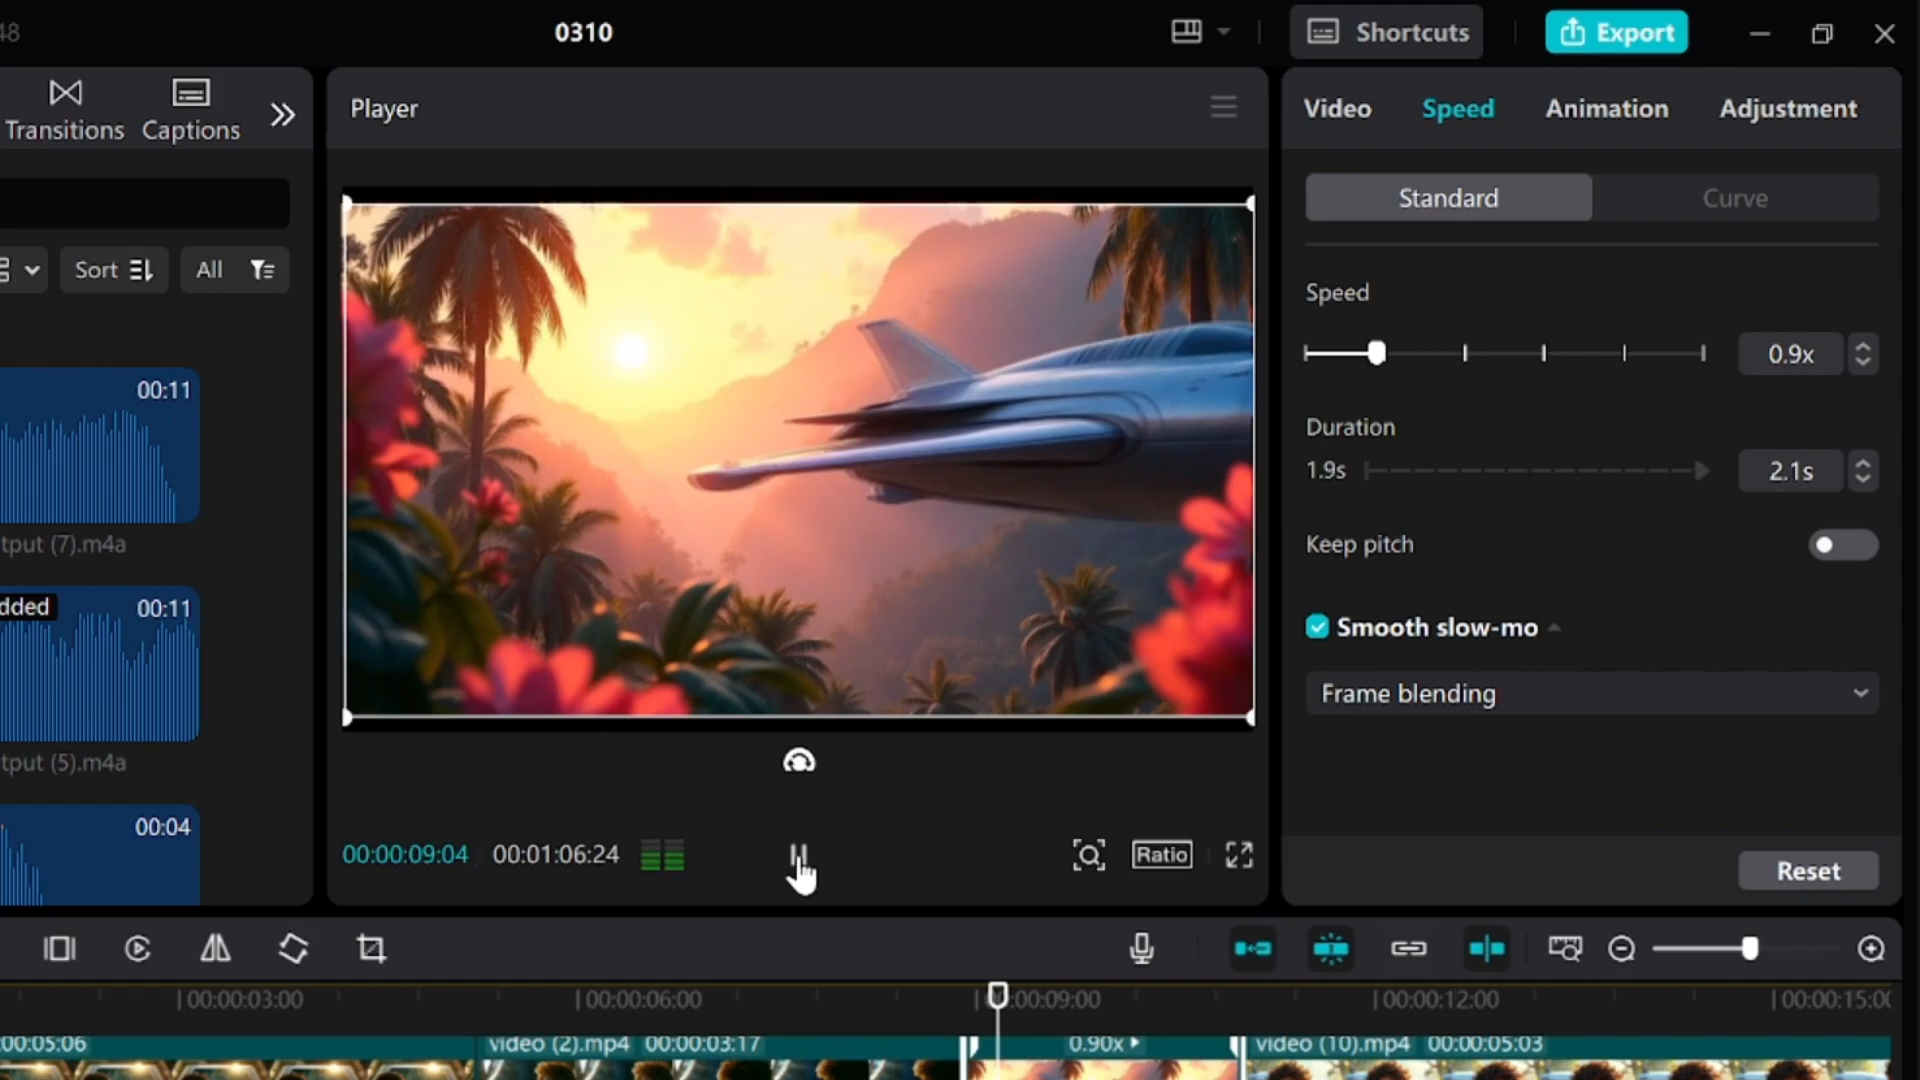 48
0310
Shortcuts
Export
Transitions
Captions
Player
Video
Speed
Animation
Adjustment
Standard
Curve
Sort
All
Speed
0.9x
Duration
1.9s
2.1s
Keep pitch
Smooth slow-mo
Frame blending
Reset
00:11
tput (7).m4a
dded
00:11
tput (5).m4a
00:04
00:00:09:04
00:01:06:24
Ratio
00:00:03:00
00:00:06:00
00:00:09:00
00:00:12:00
00:00:15:00
00:05:06
video (2).mp4 00:00:03:17
0.90x
video (10).mp4 00:00:05:03